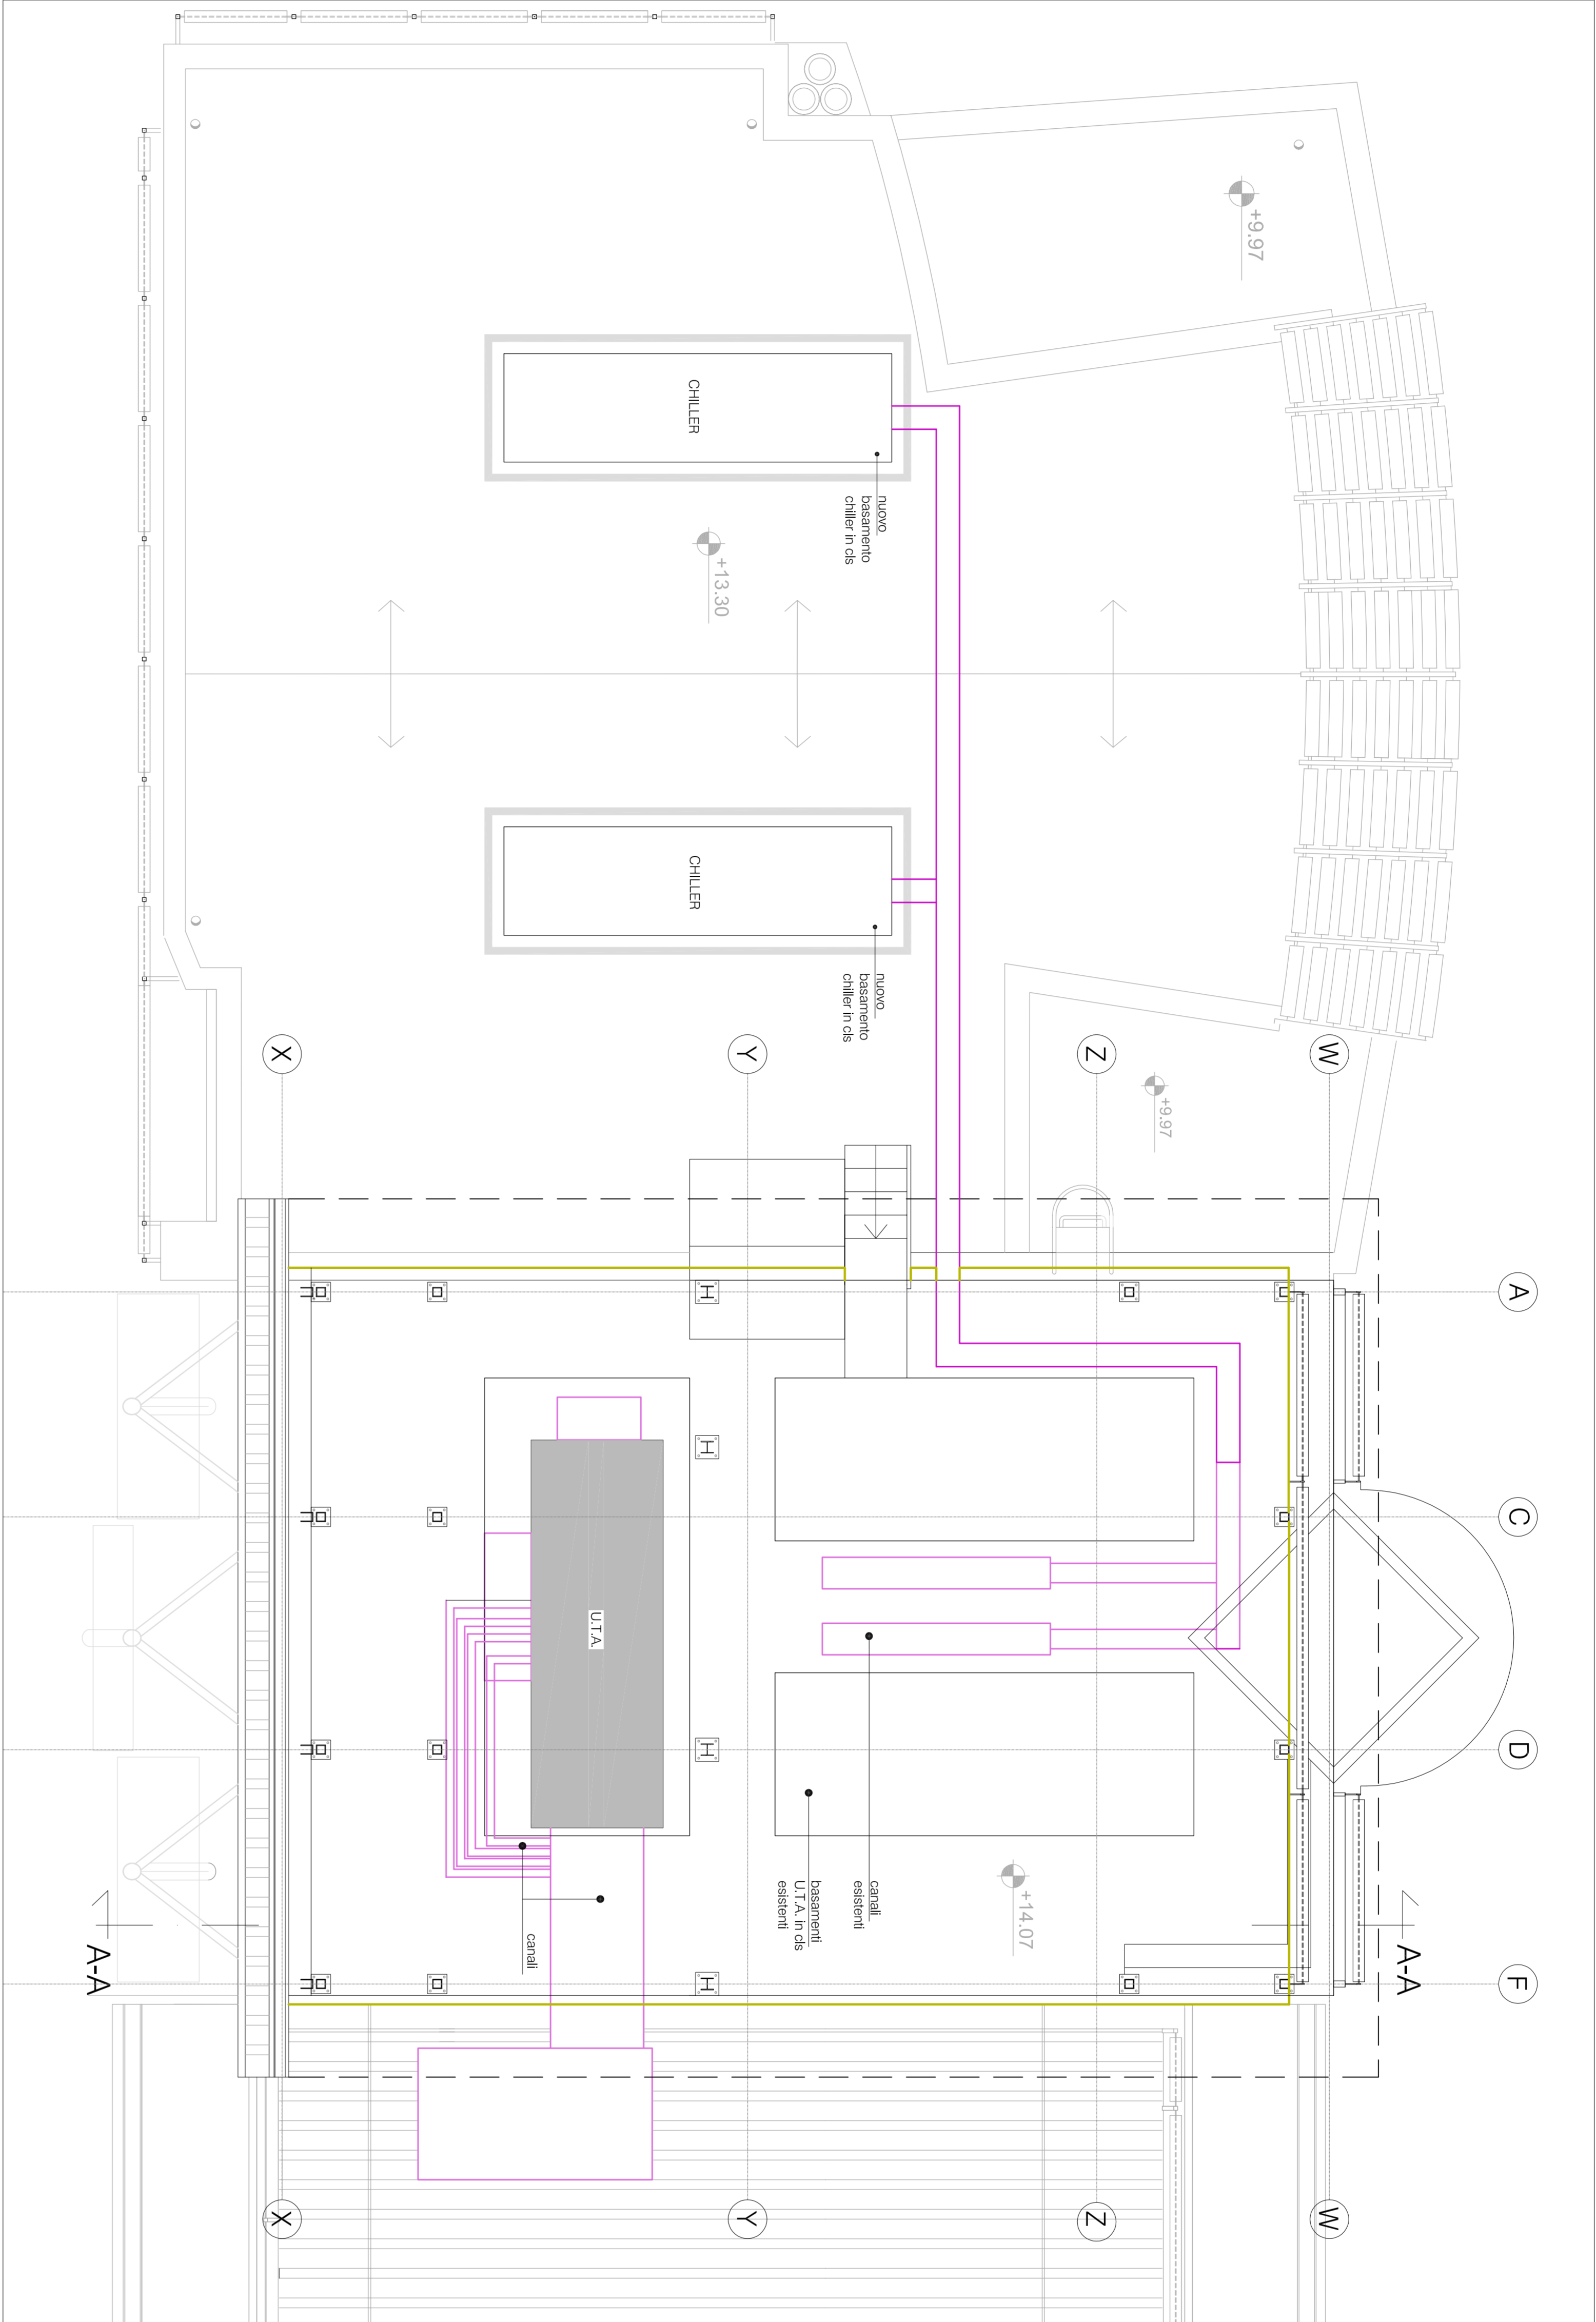 +9.97
CHILLER
nuovo
basamento
chiller in cls
+13.30
CHILLER
nuovo
basamento
chiller in cls
X
Y
Z
W
+9.97
A
C
D
F
H
H
H
H
U.T.A.
canali
esistenti
basamenti
U.T.A. in cls
esistenti
+14.07
canali
A-A
A-A
X
Y
Z
W